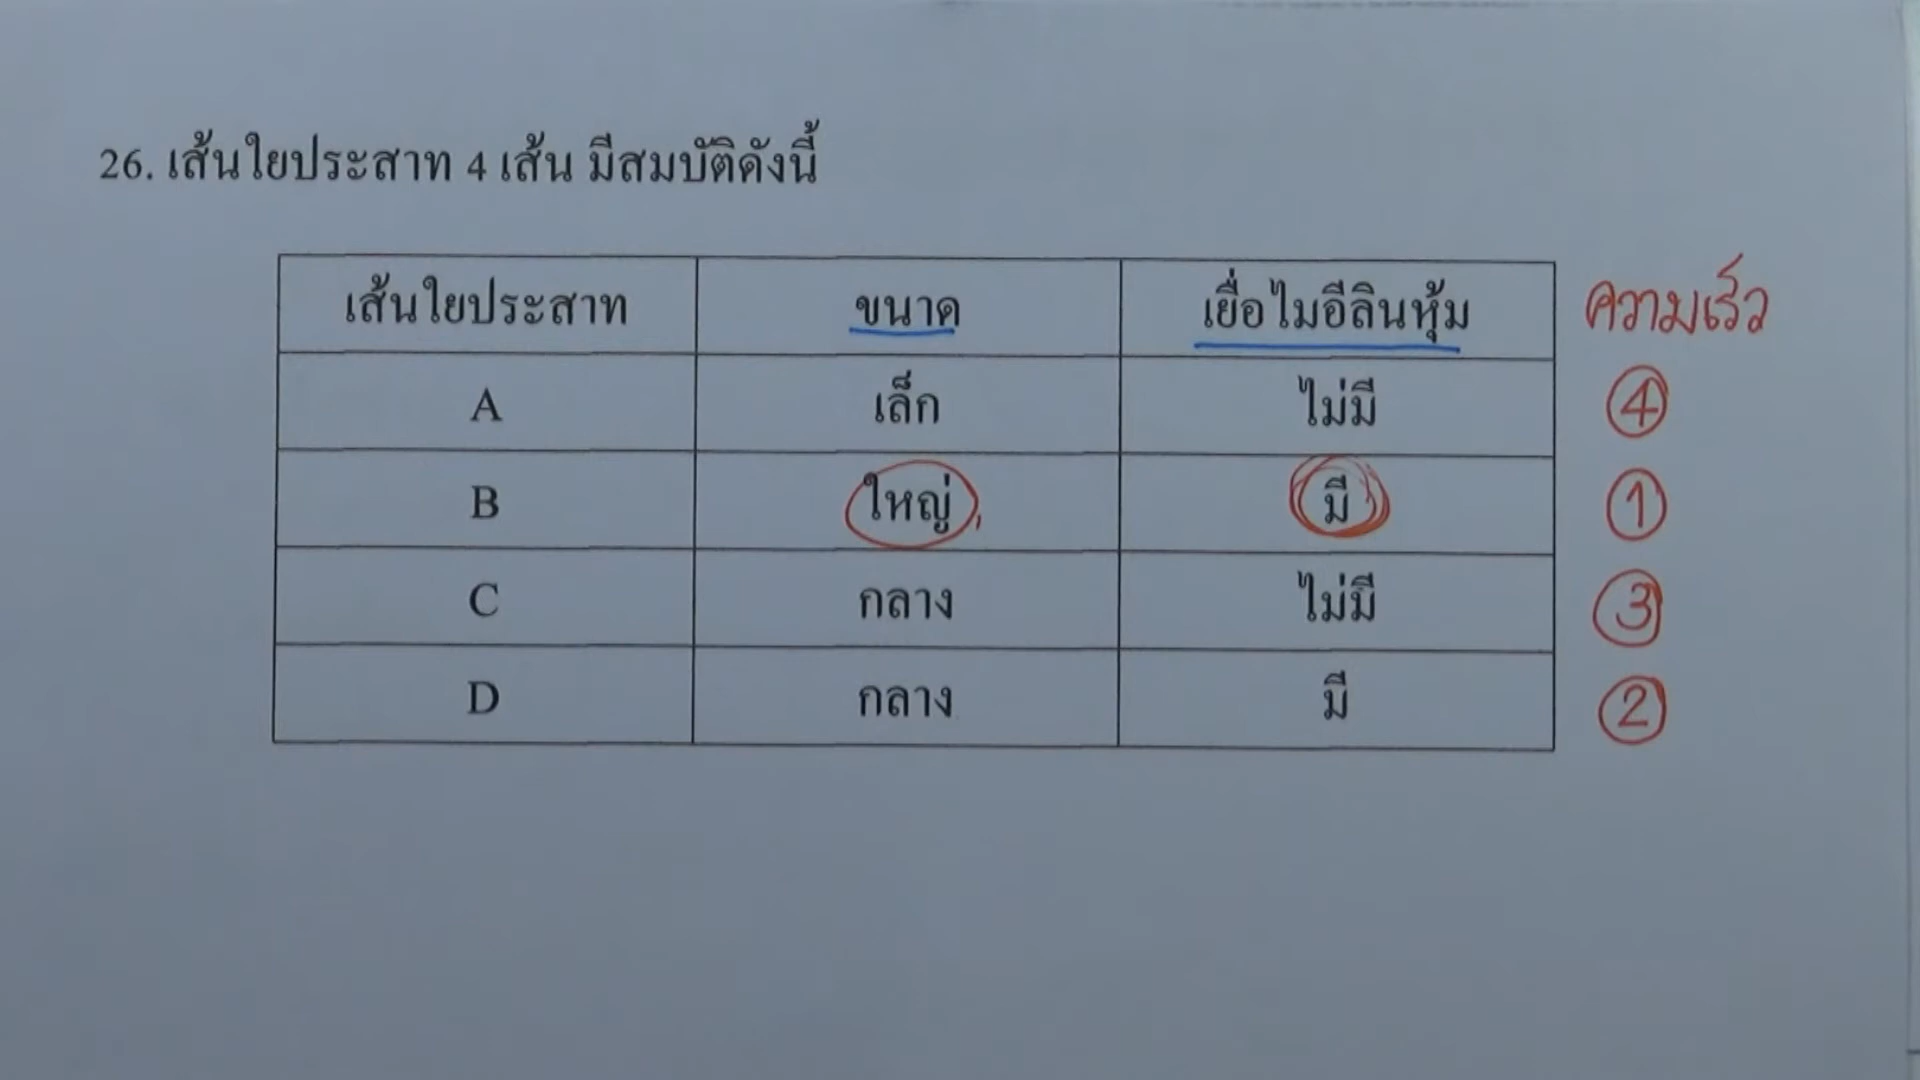 26. เส้นใยประสาท 4 เส้น มีสมบัติดังนี้
เส้นใยประสาท ขนาด เยื่อไมอีลินหุ้ม ความเร็ว
A เล็ก ไม่มี 4
B ใหญ่ มี 1
C กลาง ไม่มี 3
D กลาง มี 2